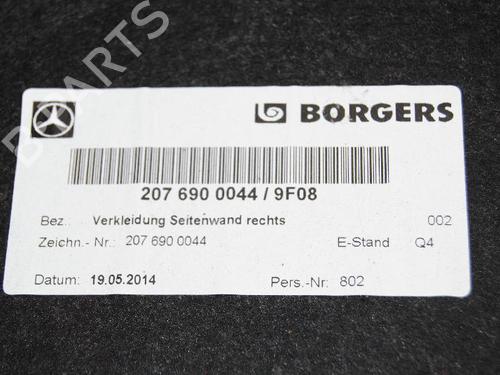 BORGERS
207 690 0044 / 9F08
Bez.: Verkleidung Seitenwand rechts 002
Zeichn.- Nr.: 207 690 0044 E-Stand Q4
Datum: 19.05.2014 Pers.-Nr: 802